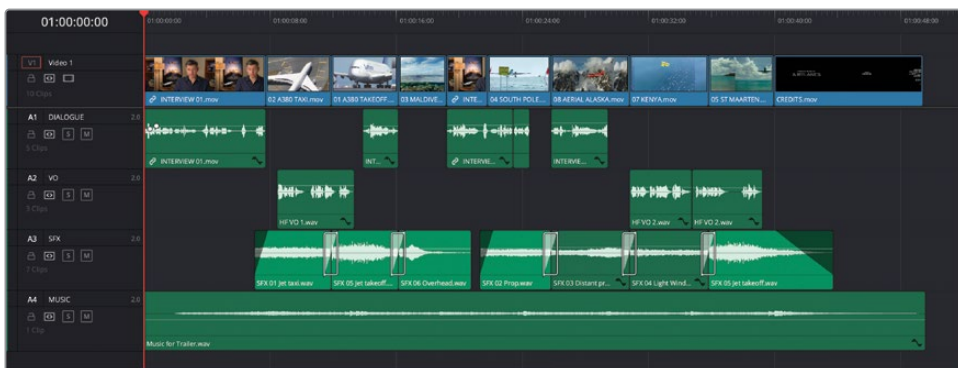 01:00:00:00
01:00:00:00 01:00:08:00 01:00:16:00 01:00:24:00 01:00:32:00 01:00:40:00 01:00:48:00
V1 Video 1
INTERVIEW 01.mov 02 A380 TAXI.mov 01 A380 TAKEOFF... 03 MALDIVE... INTE... 04 SOUTH POLE... 08 AERIAL ALASKA.mov 07 KENYA.mov 05 ST MAARTEN... CREDITS.mov
A1 DIALOGUE 2.0
S M
5 Clips
INTERVIEW 01.mov INT... INTERVIE... INTERVIE...
A2 VO 2.0
S M
HF VO 1.wav HF VO 2.wav HF VO 2.wav
A3 SFX 2.0
S M
7 Clips
SFX 01 Jet taxi.wav SFX 05 Jet takeoff.... SFX 06 Overhead.wav SFX 02 Prop.wav SFX 03 Distant pr... SFX 04 Light Wind... SFX 05 Jet takeoff.wav
A4 MUSIC 2.0
S M
1 Clip
Music for Trailer.wav